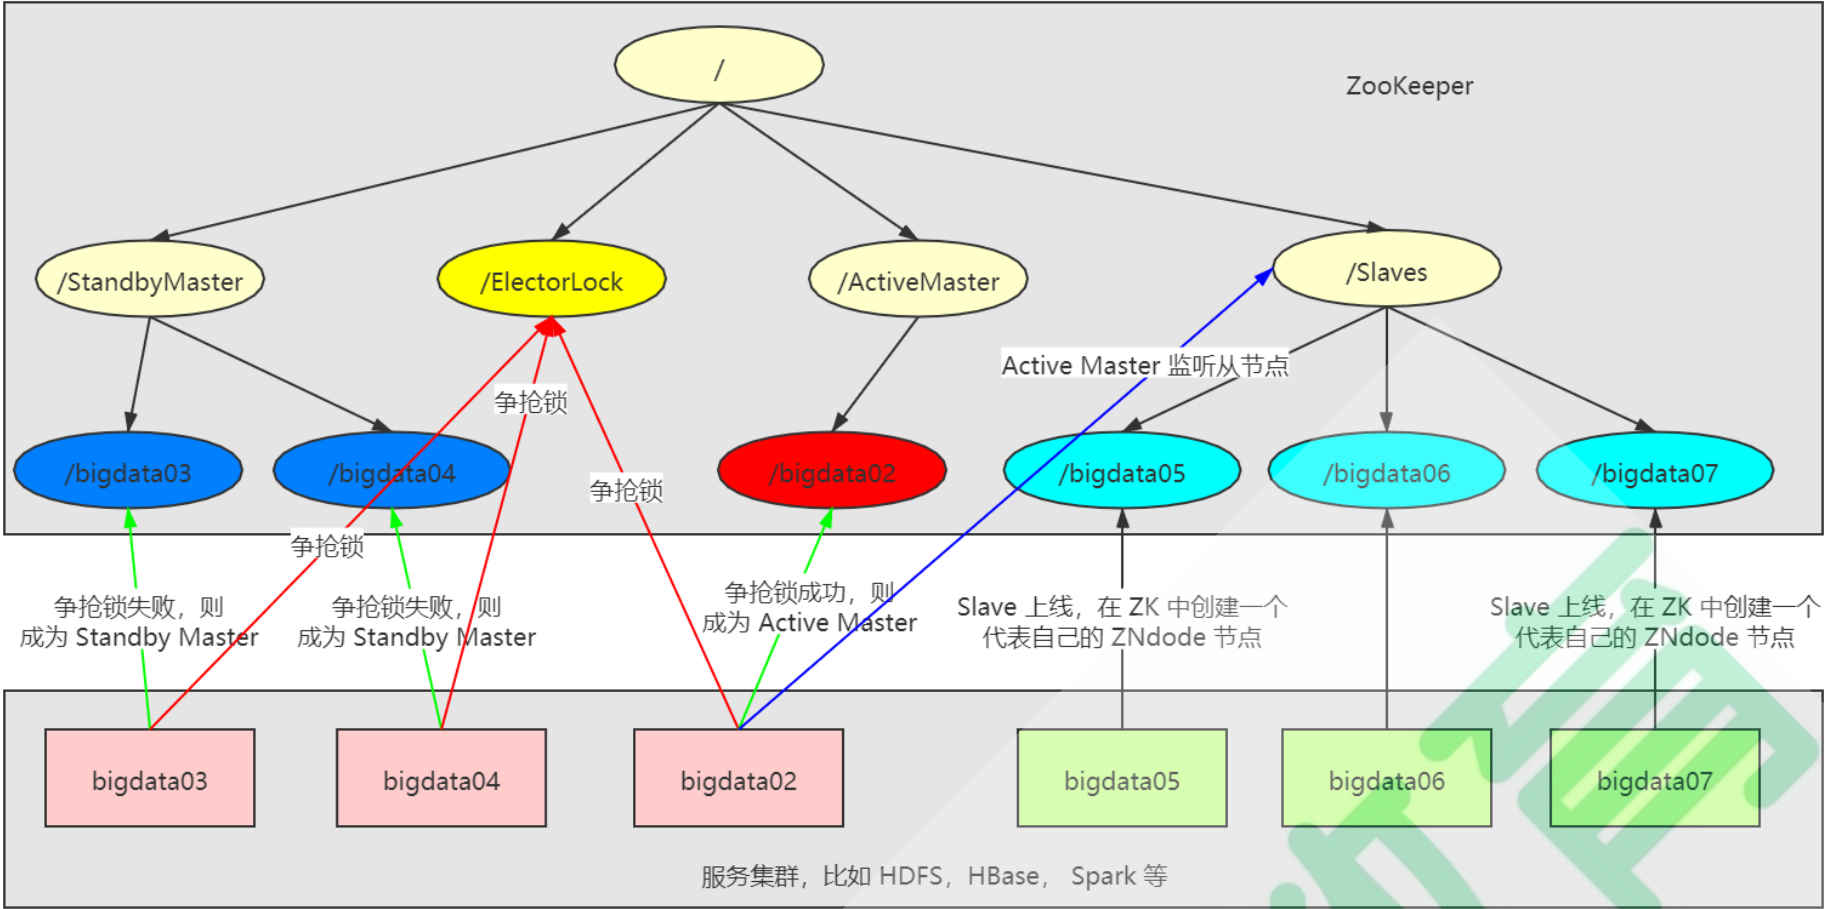 /
ZooKeeper
/StandbyMaster
/ElectorLock
/ActiveMaster
/Slaves
Active Master 监听从节点
争抢锁
/bigdata03
/bigdata04
争抢锁
/bigdata02
/bigdata05
/bigdata06
/bigdata07
争抢锁
争抢锁失败，则
成为 Standby Master
争抢锁失败，则
成为 Standby Master
争抢锁成功，则
成为 Active Master
Slave 上线，在 ZK 中创建一个
代表自己的 ZNdode 节点
Slave 上线，在 ZK 中创建一个
代表自己的 ZNdode 节点
bigdata03
bigdata04
bigdata02
bigdata05
bigdata06
bigdata07
服务集群，比如 HDFS，HBase， Spark 等